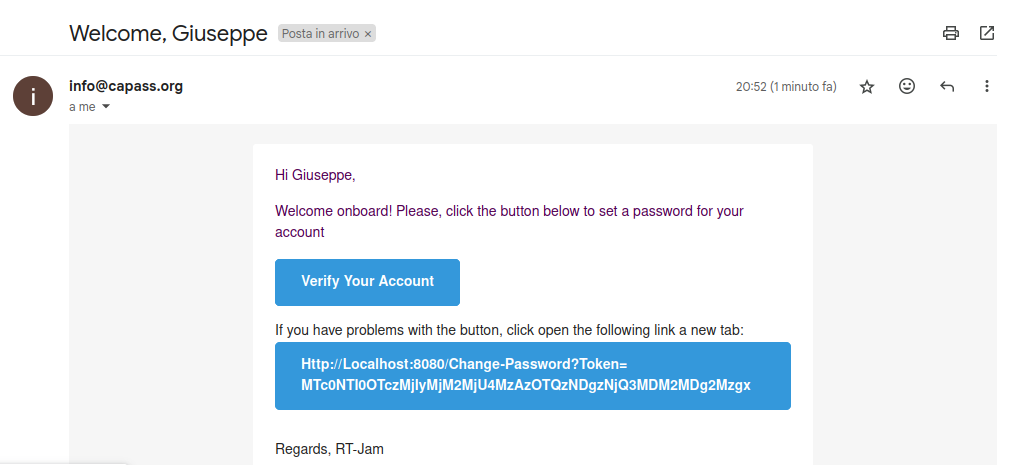 Welcome, Giuseppe Posta in arrivo ×
i
info@capass.org 20:52 (1 minuto fa)
a me
Hi Giuseppe,
Welcome onboard! Please, click the button below to set a password for your
account
Verify Your Account
If you have problems with the button, click open the following link a new tab:
Http://Localhost:8080/Change-Password?Token=
MTc0NTI0OTczMjIyMjM2MjU4MzAzOTQzNDgzNjQ3MDM2MDg2Mzgx
Regards, RT-Jam